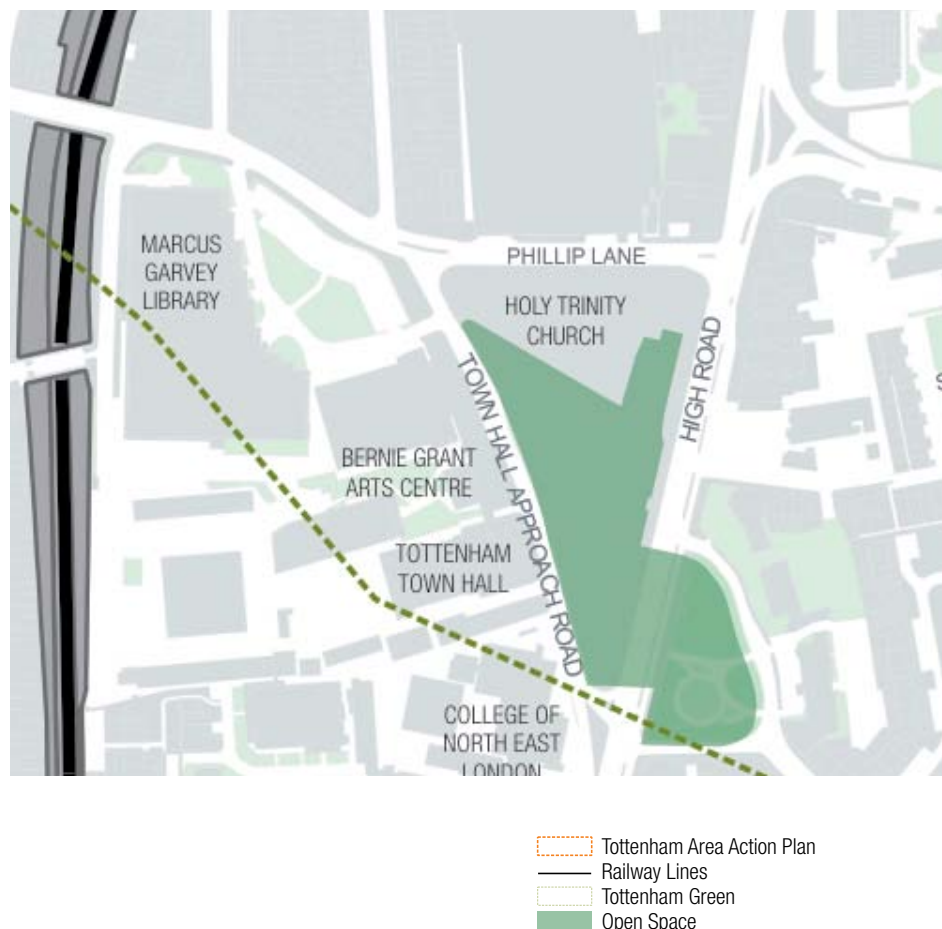 PHILLIP LANE
MARCUS
GARVEY
LIBRARY
HOLY TRINITY
CHURCH
HIGH ROAD
TOWN HALL APPROACH ROAD
BERNIE GRANT
ARTS CENTRE
TOTTENHAM
TOWN HALL
COLLEGE OF
NORTH EAST
LONDON
S
Tottenham Area Action Plan
Railway Lines
Tottenham Green
Open Space